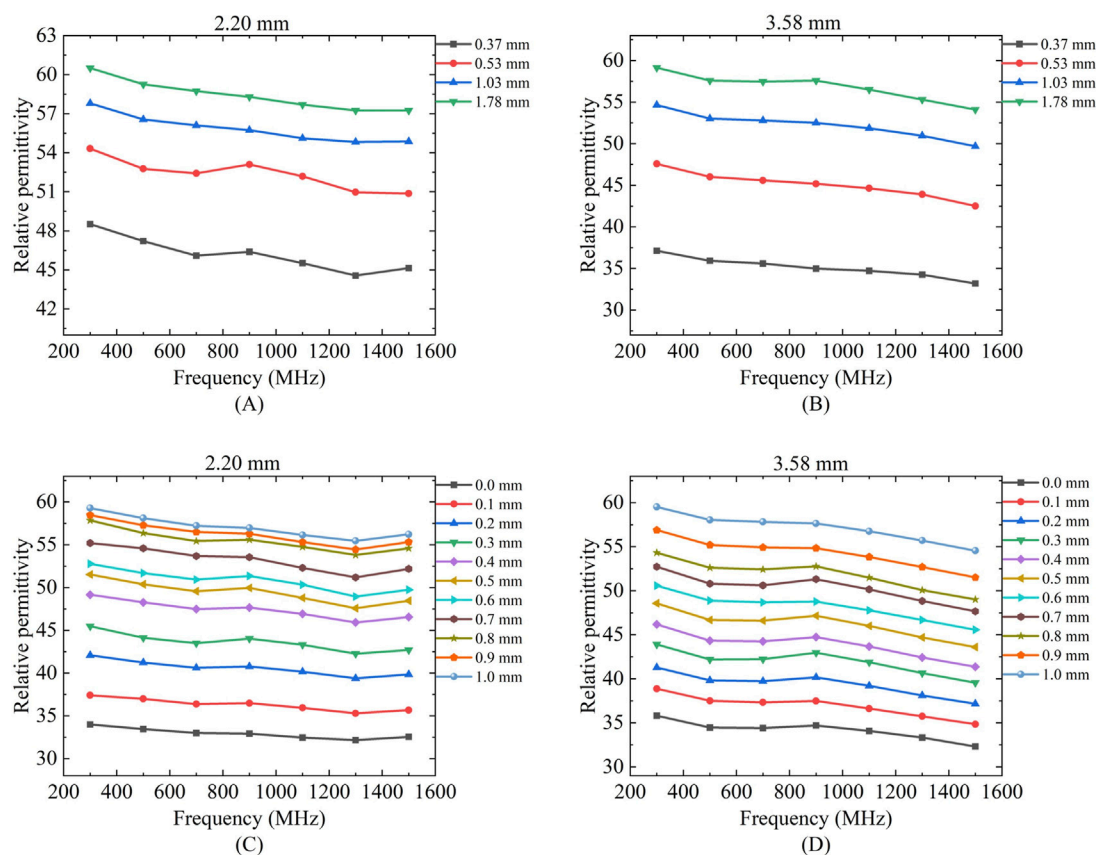 2.20 mm
63
60
57
54
51
48
45
42
Relative permittivity
200 400 600 800 1000 1200 1400 1600
Frequency (MHz)
(A)
0.37 mm
0.53 mm
1.03 mm
1.78 mm
3.58 mm
60
55
50
45
40
35
30
Relative permittivity
200 400 600 800 1000 1200 1400 1600
Frequency (MHz)
(B)
0.37 mm
0.53 mm
1.03 mm
1.78 mm
2.20 mm
60
55
50
45
40
35
30
Relative permittivity
200 400 600 800 1000 1200 1400 1600
Frequency (MHz)
(C)
0.0 mm
0.1 mm
0.2 mm
0.3 mm
0.4 mm
0.5 mm
0.6 mm
0.7 mm
0.8 mm
0.9 mm
1.0 mm
3.58 mm
60
55
50
45
40
35
30
Relative permittivity
200 400 600 800 1000 1200 1400 1600
Frequency (MHz)
(D)
0.0 mm
0.1 mm
0.2 mm
0.3 mm
0.4 mm
0.5 mm
0.6 mm
0.7 mm
0.8 mm
0.9 mm
1.0 mm